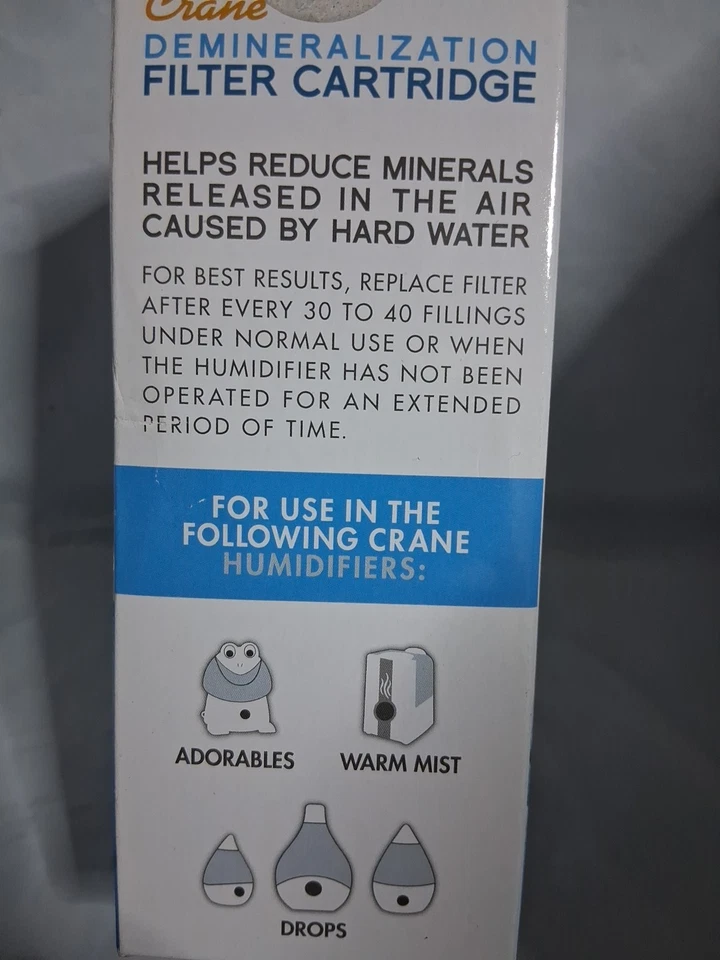 Crane
DEMINERALIZATION
FILTER CARTRIDGE
HELPS REDUCE MINERALS
RELEASED IN THE AIR
CAUSED BY HARD WATER
FOR BEST RESULTS, REPLACE FILTER
AFTER EVERY 30 TO 40 FILLINGS
UNDER NORMAL USE OR WHEN
THE HUMIDIFIER HAS NOT BEEN
OPERATED FOR AN EXTENDED
PERIOD OF TIME.
FOR USE IN THE
FOLLOWING CRANE
HUMIDIFIERS:
ADORABLES WARM MIST
DROPS